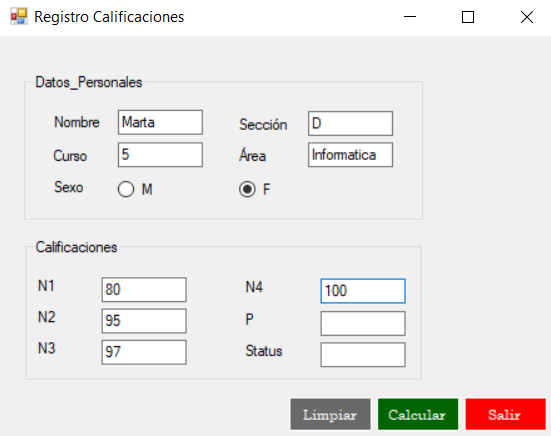 Registro Calificaciones
Datos_Personales
Nombre Marta Sección D
Curso 5 Área Informatica
Sexo M F
Calificaciones
N1 80 N4 100
N2 95 P
N3 97 Status
Limpiar Calcular Salir